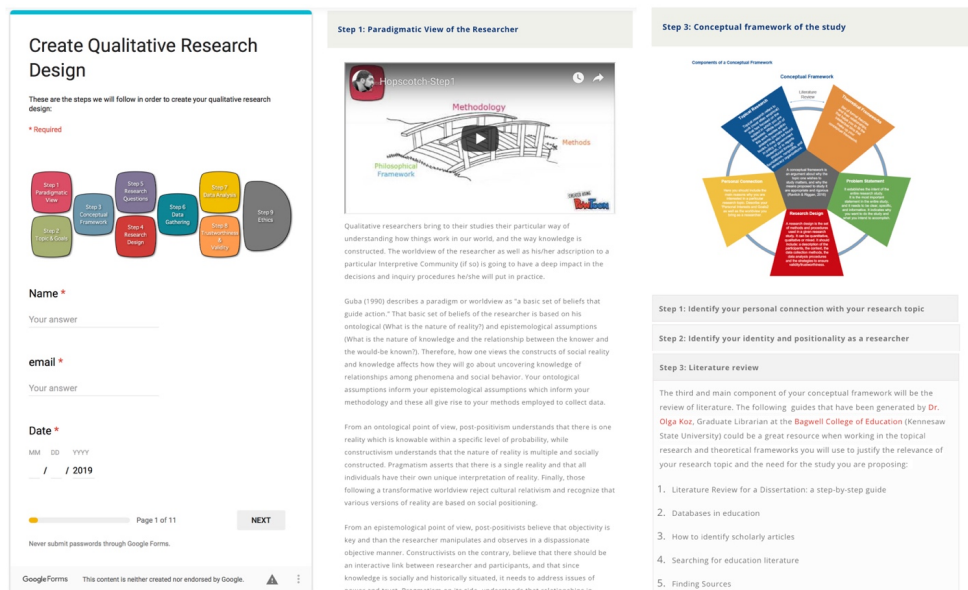 Create Qualitative Research
Design
These are the steps we will follow in order to create your qualitative research
design:
* Required
Step 1
Paradigmatic
View
Step 2
Topic & Goals
Step 3
Conceptual
Framework
Step 5
Research
Questions
Step 4
Research
Design
Step 6
Data
Gathering
Step 7
Data Analysis
Step 8
Trustworthiness
&
Validity
Step 9
Ethics
Name *
Your answer
email *
Your answer
Date *
MM DD YYYY
/ / 2019
Page 1 of 11
NEXT
Never submit passwords through Google Forms.
Google Forms This content is neither created nor endorsed by Google.
Step 1: Paradigmatic View of the Researcher
Hopscotch-Step1
Methodology
Methods
Philosophical
Framework
Qualitative researchers bring to their studies their particular way of
understanding how things work in our world, and the way knowledge is
constructed. The worldview of the researcher as well as his/her adscription to a
particular Interpretive Community (if so) is going to have a deep impact in the
decisions and inquiry procedures he/she will put in practice.
Guba (1990) describes a paradigm or worldview as "a basic set of beliefs that
guide action." That basic set of beliefs of the researcher is based on his
ontological (What is the nature of reality?) and epistemological assumptions
(What is the nature of knowledge and the relationship between the knower and
the would-be known?). Therefore, how one views the constructs of social reality
and knowledge affects how they will go about uncovering knowledge of
relationships among phenomena and social behavior. Your ontological
assumptions inform your epistemological assumptions which inform your
methodology and these all give rise to your methods employed to collect data.
From an ontological point of view, post-positivism understands that there is one
reality which is knowable within a specific level of probability, while
constructivism understands that the nature of reality is multiple and socially
constructed. Pragmatism asserts that there is a single reality and that all
individuals have their own unique interpretation of reality. Finally, those
following a transformative worldview reject cultural relativism and recognize that
various versions of reality are based on social positioning.
From an epistemological point of view, post-positivists believe that objectivity is
key and than the researcher manipulates and observes in a dispassionate
objective manner. Constructivists on the contrary, believe that there should be
an interactive link between researcher and participants, and that since
knowledge is socially and historically situated, it needs to address issues of
Step 3: Conceptual framework of the study
Components of a Conceptual Framework
Conceptual Framework
Literature
Review
Topical Research
Theoretical Frameworks
Personal Connection
Problem Statement
Research Design
Step 1: Identify your personal connection with your research topic
Step 2: Identify your identity and positionality as a researcher
Step 3: Literature review
The third and main component of your conceptual framework will be the
review of literature. The following guides that have been generated by Dr.
Olga Koz, Graduate Librarian at the Bagwell College of Education (Kennesaw
State University) could be a great resource when working in the topical
research and theoretical frameworks you will use to justify the relevance of
your research topic and the need for the study you are proposing:
1. Literature Review for a Dissertation: a step-by-step guide
2. Databases in education
3. How to identify scholarly articles
4. Searching for education literature
5. Finding Sources